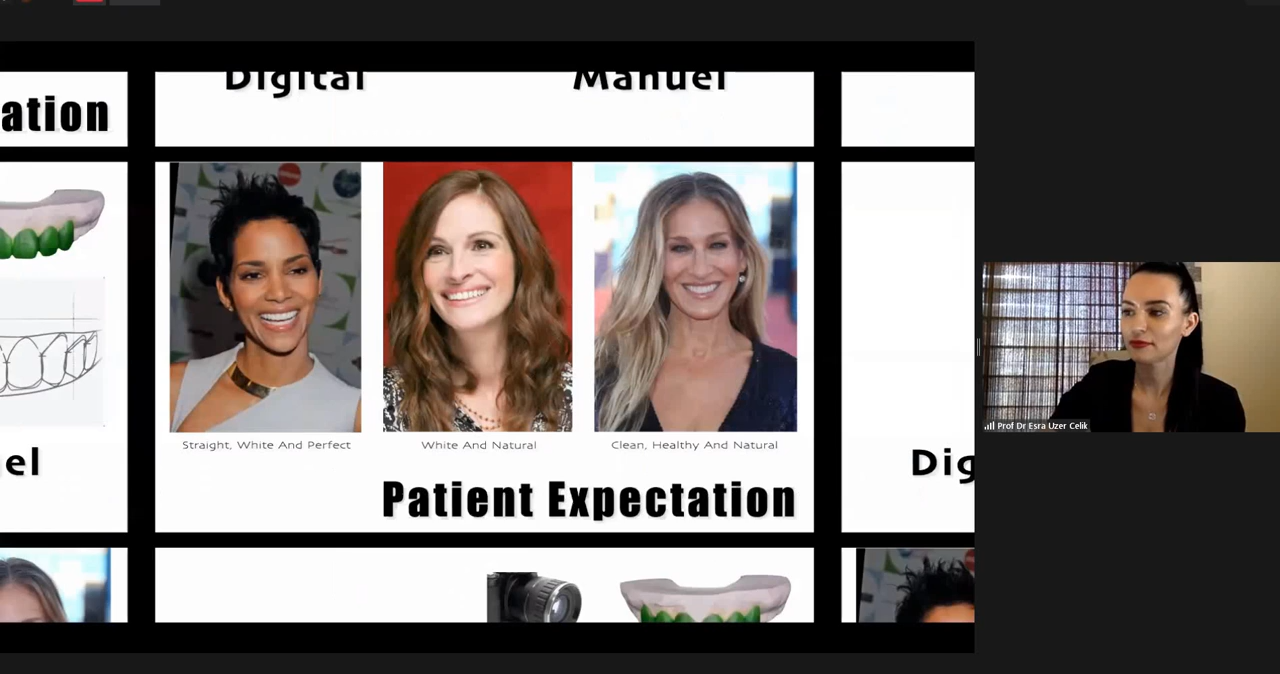 Digital Manuel
ation
Straight, White And Perfect
White And Natural
Clean, Healthy And Natural
el
Dig
Patient Expectation
Prof Dr Esra Uzer Celik